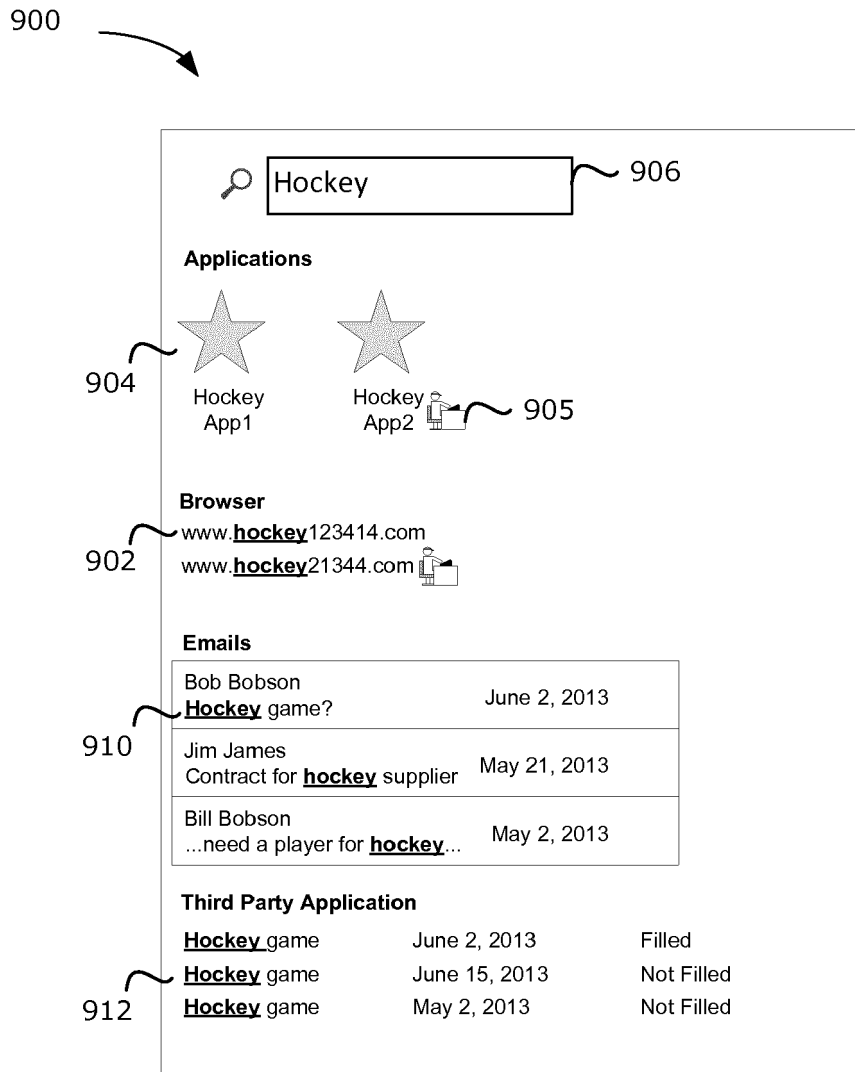 900
Hockey
906
Applications
904
Hockey
App1
Hockey
App2
905
Browser
902
www.hockey123414.com
www.hockey21344.com
Emails
Bob Bobson
Hockey game?
June 2, 2013
910
Jim James
Contract for hockey supplier
May 21, 2013
Bill Bobson
...need a player for hockey...
May 2, 2013
Third Party Application
Hockey game June 2, 2013 Filled
Hockey game June 15, 2013 Not Filled
912
Hockey game May 2, 2013 Not Filled